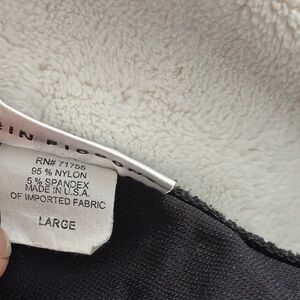 RN# 71755
95 % NYLON
5 % SPANDEX
MADE IN U.S.A.
OF IMPORTED FABRIC
LARGE